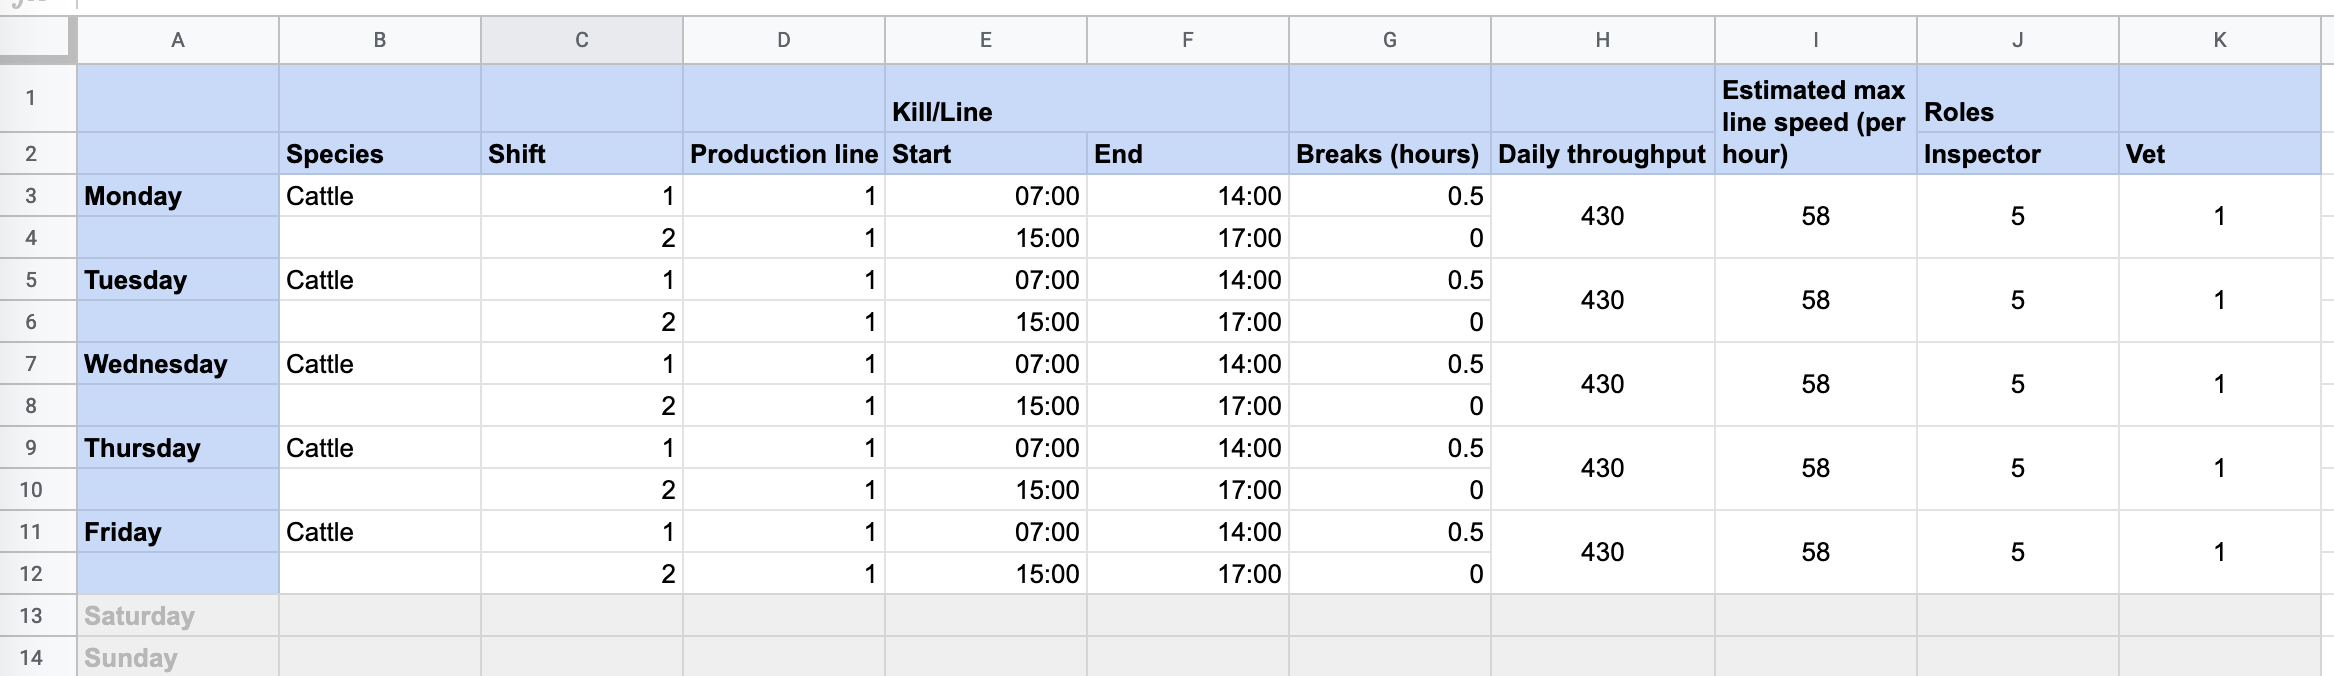 A B C D E F G H I J K
1 Kill/Line Estimated max line speed (per hour) Roles
2 Species Shift Production line Start End Breaks (hours) Daily throughput Inspector Vet
3 Monday Cattle 1 1 07:00 14:00 0.5 430 58 5 1
4 2 1 15:00 17:00 0
5 Tuesday Cattle 1 1 07:00 14:00 0.5 430 58 5 1
6 2 1 15:00 17:00 0
7 Wednesday Cattle 1 1 07:00 14:00 0.5 430 58 5 1
8 2 1 15:00 17:00 0
9 Thursday Cattle 1 1 07:00 14:00 0.5 430 58 5 1
10 2 1 15:00 17:00 0
11 Friday Cattle 1 1 07:00 14:00 0.5 430 58 5 1
12 2 1 15:00 17:00 0
13 Saturday
14 Sunday